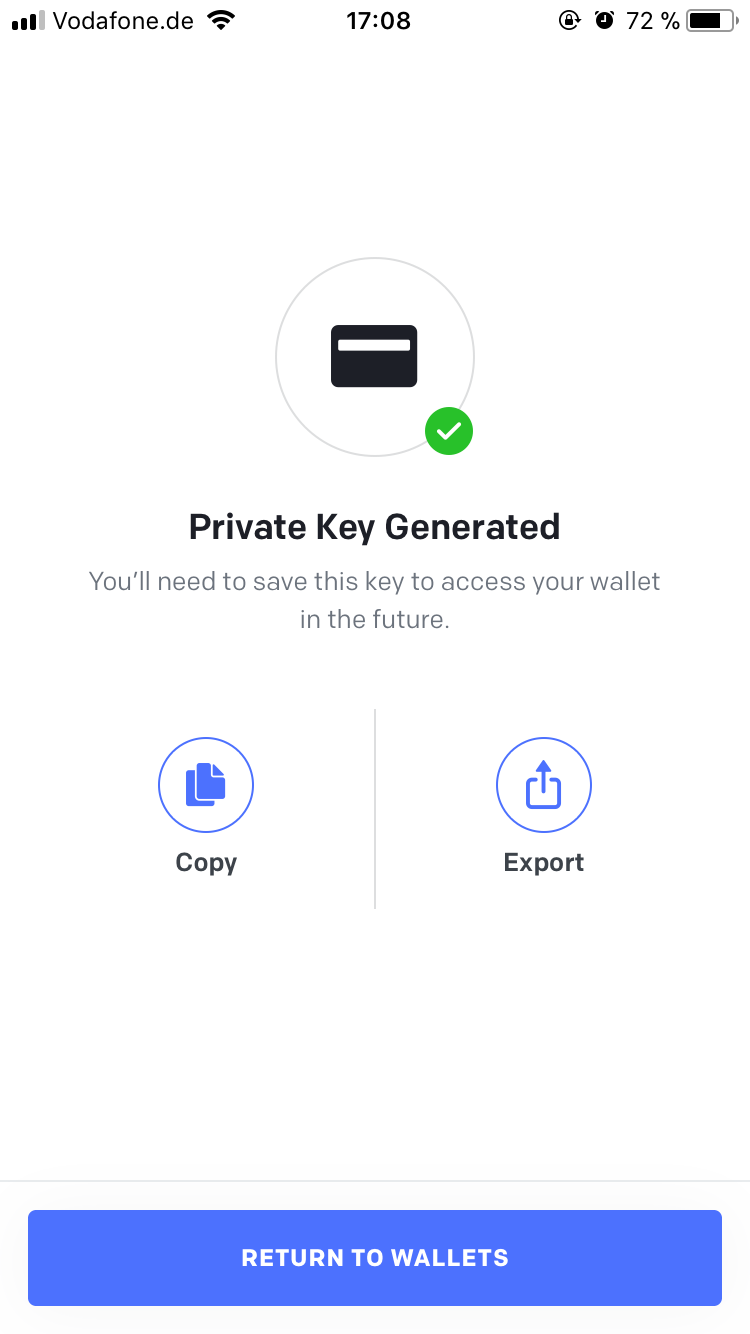 Vodafone.de 17:08 72 %
Private Key Generated
You’ll need to save this key to access your wallet
in the future.
Copy Export
RETURN TO WALLETS